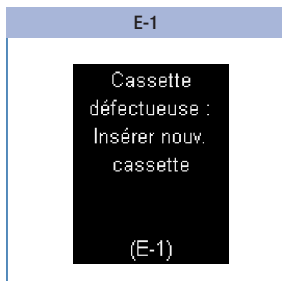 E-1
Cassette
défectueuse :
Insérer nouv.
cassette
(E-1)